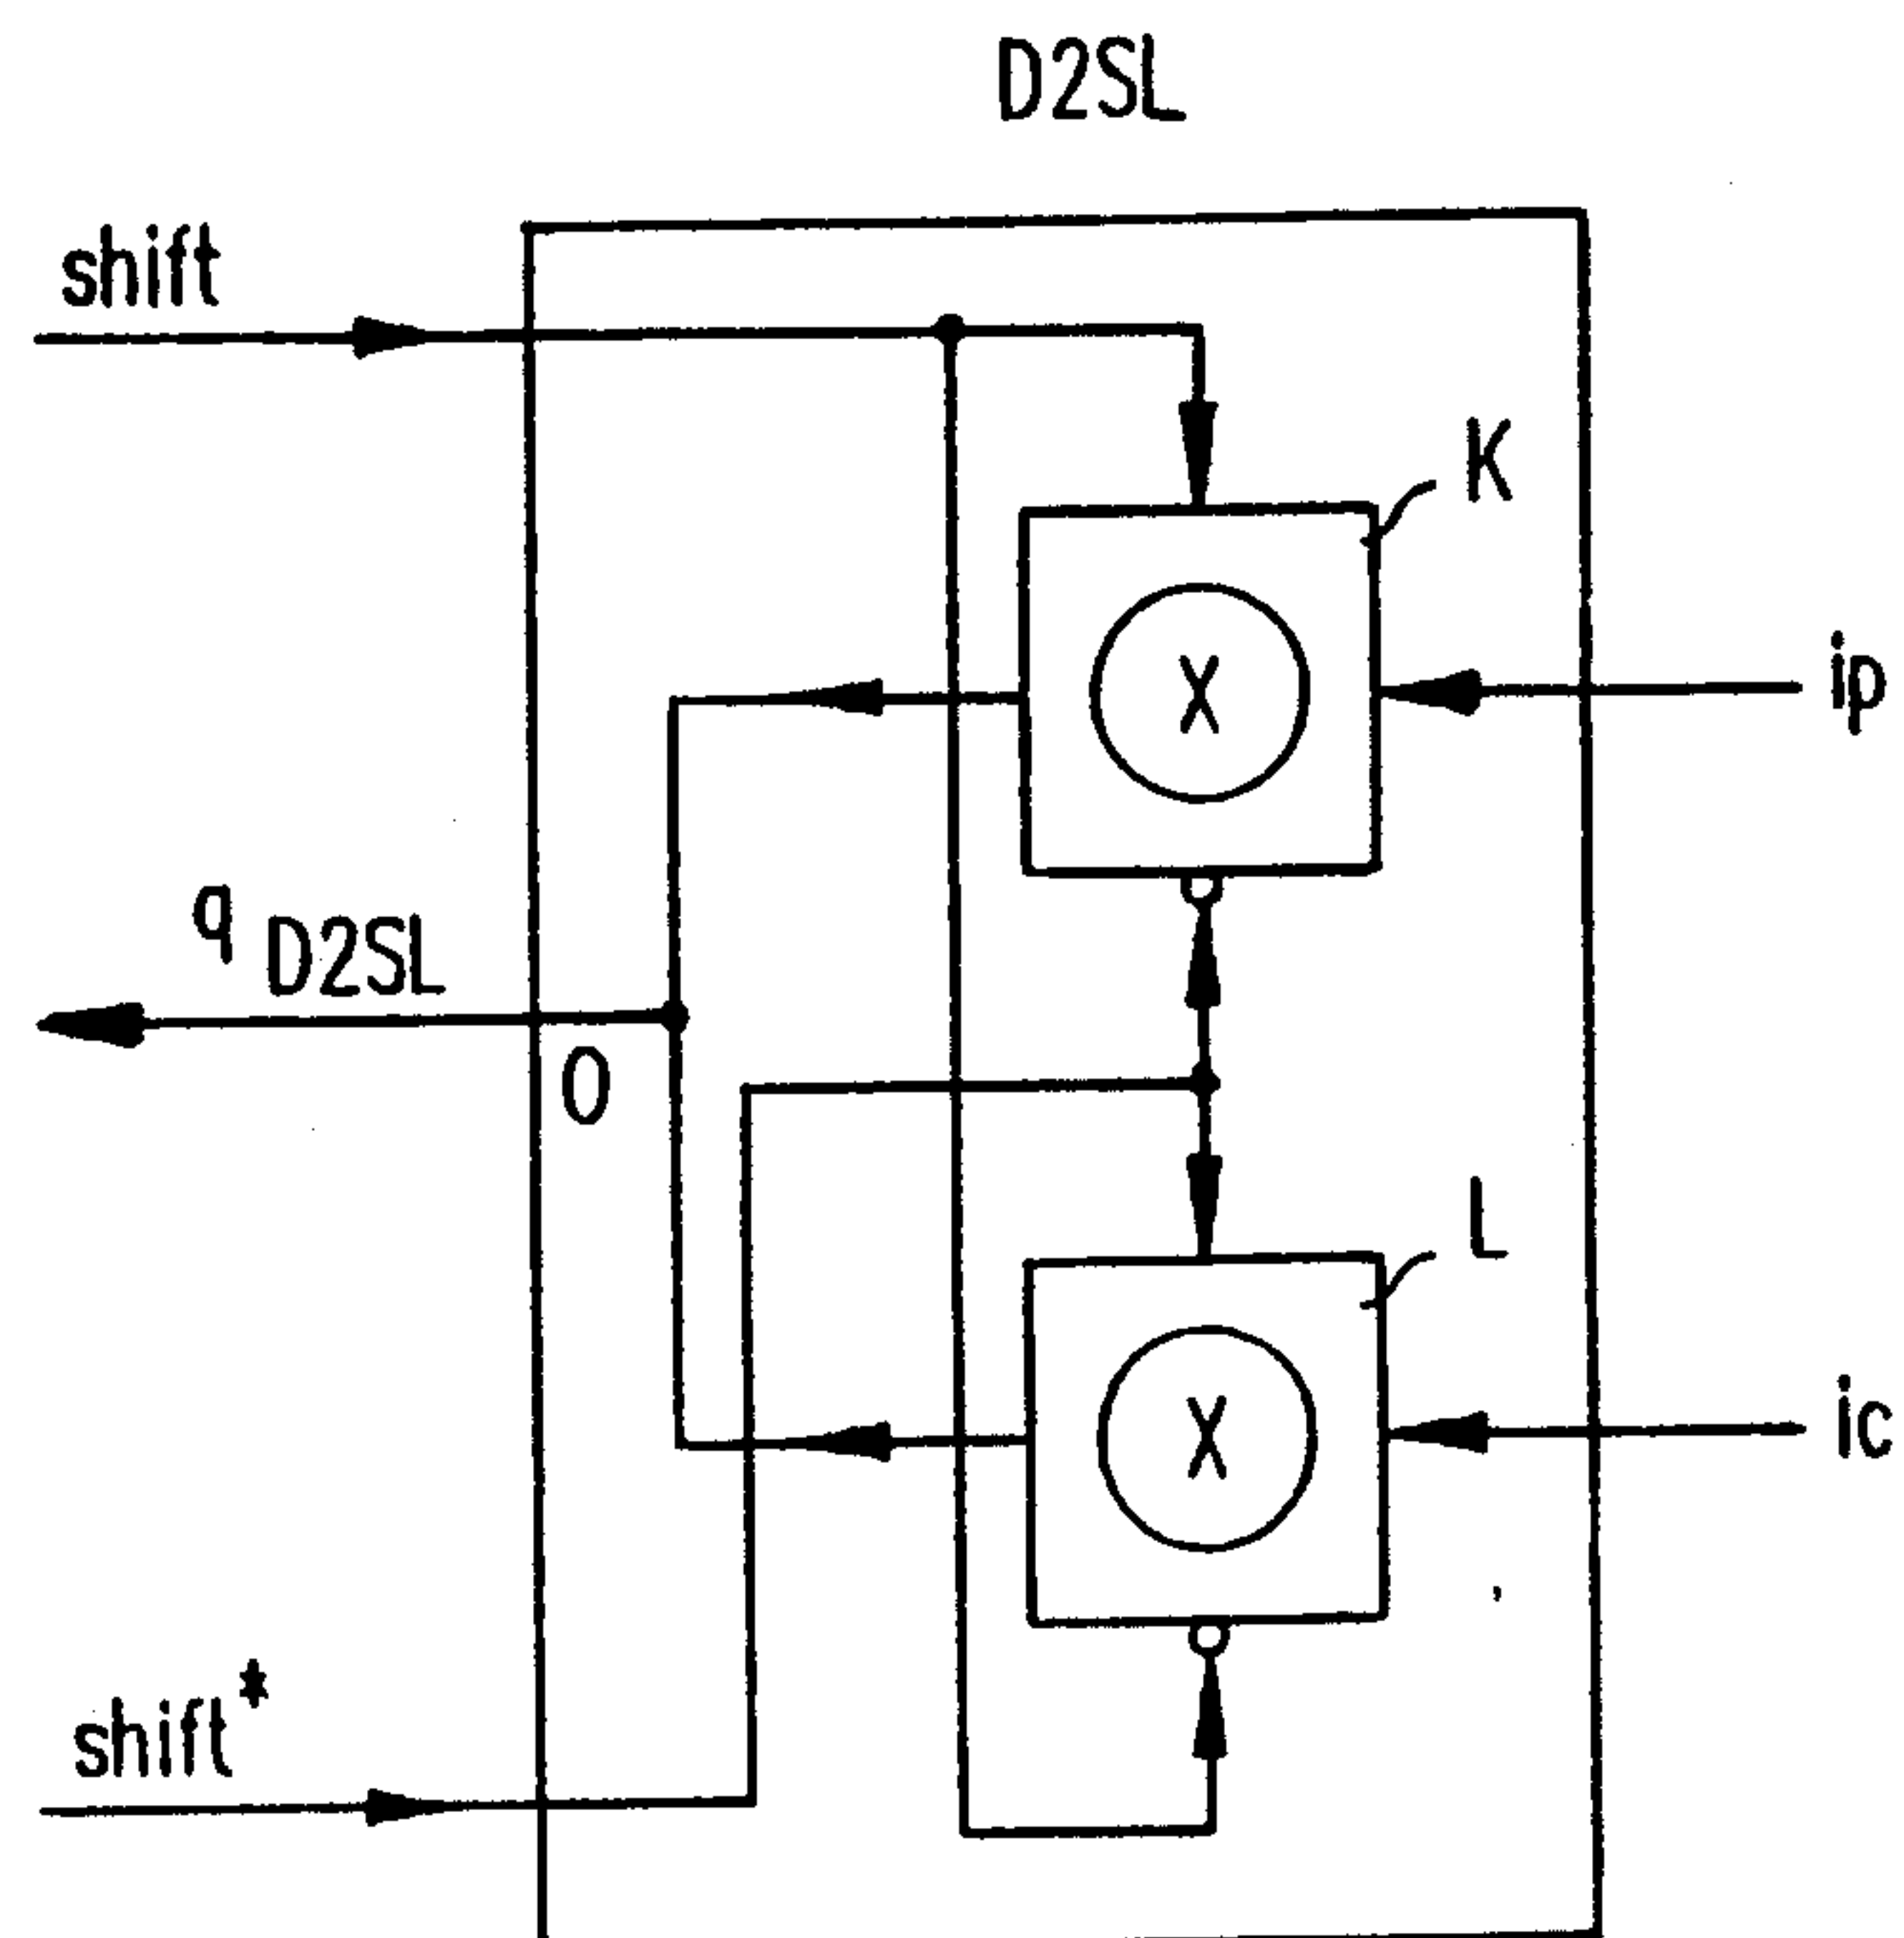 D2SL
shift
K
X
ip
q D2SL
O
L
X
ic
shift*